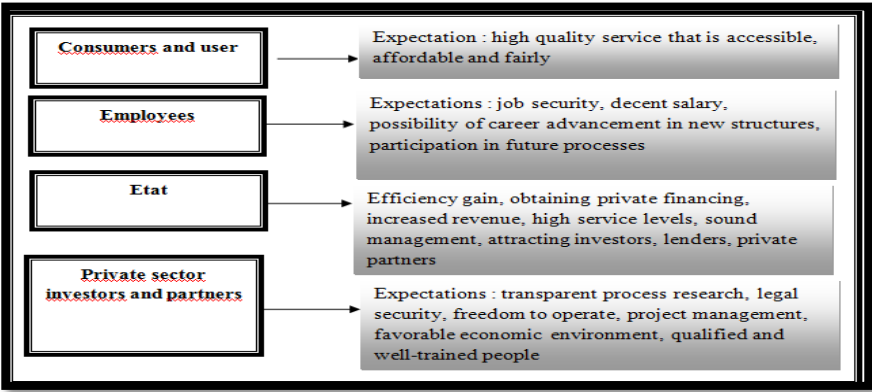 Consumers and user
Expectation : high quality service that is accessible,
affordable and fairly
Employees
Expectations : job security, decent salary,
possibility of career advancement in new structures,
participation in future processes
Etat
Efficiency gain, obtaining private financing,
increased revenue, high service levels, sound
management, attracting investors, lenders, private
partners
Private sector
investors and partners
Expectations : transparent process research, legal
security, freedom to operate, project management,
favorable economic environment, qualified and
well-trained people